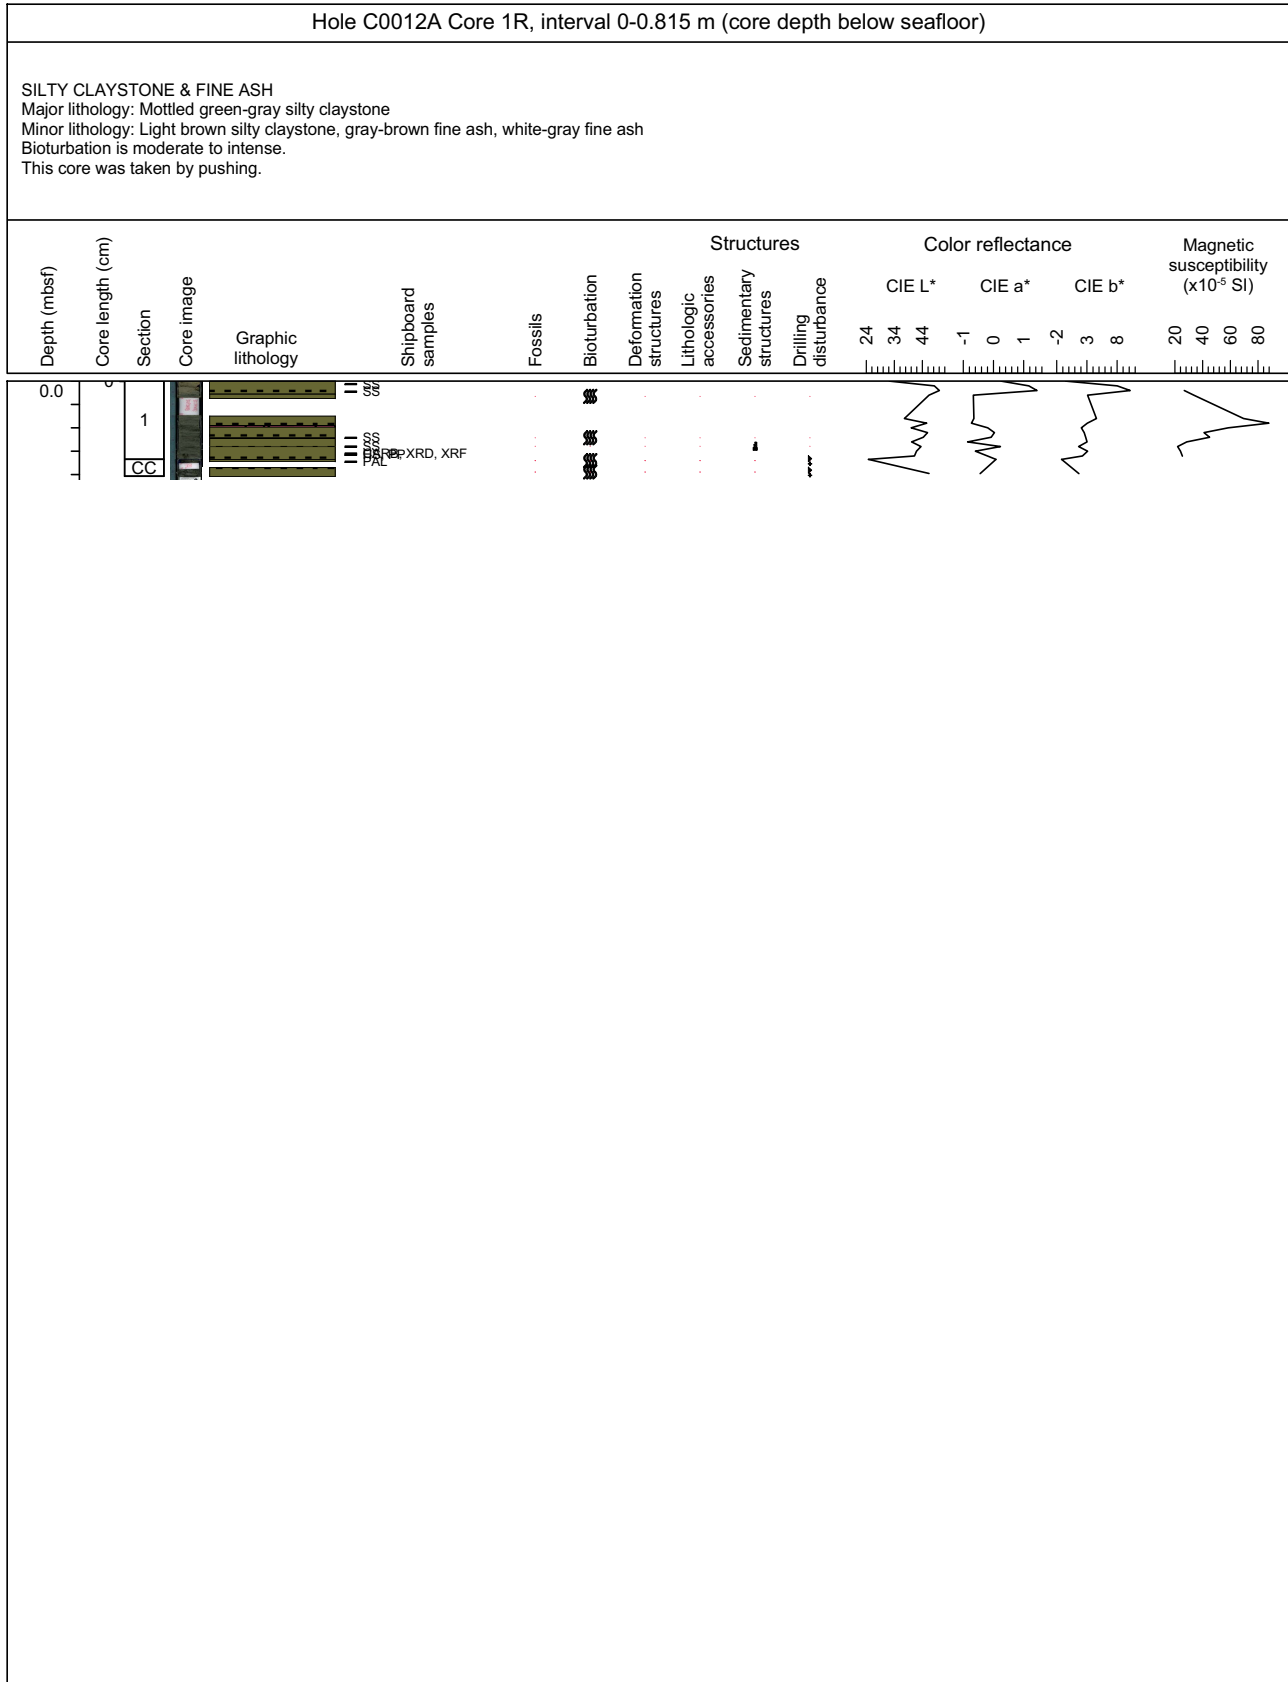 Hole C0012A Core 1R, interval 0-0.815 m (core depth below seafloor)
SILTY CLAYSTONE & FINE ASH
Major lithology: Mottled green-gray silty claystone
Minor lithology: Light brown silty claystone, gray-brown fine ash, white-gray fine ash
Bioturbation is moderate to intense.
This core was taken by pushing.
Depth (mbsf)
Core length (cm)
Section
Core image
Graphic
lithology
Shipboard
samples
Fossils
Bioturbation
Structures
Deformation
structures
Lithologic
accessories
Sedimentary
structures
Drilling
disturbance
Color reflectance
CIE L*
24 34 44
CIE a*
-1 0 1
CIE b*
-2 3 8
Magnetic
susceptibility
(x10-5 SI)
20 40 60 80
0.0
1
CC
SS
SS
XRD, XRF
PAL